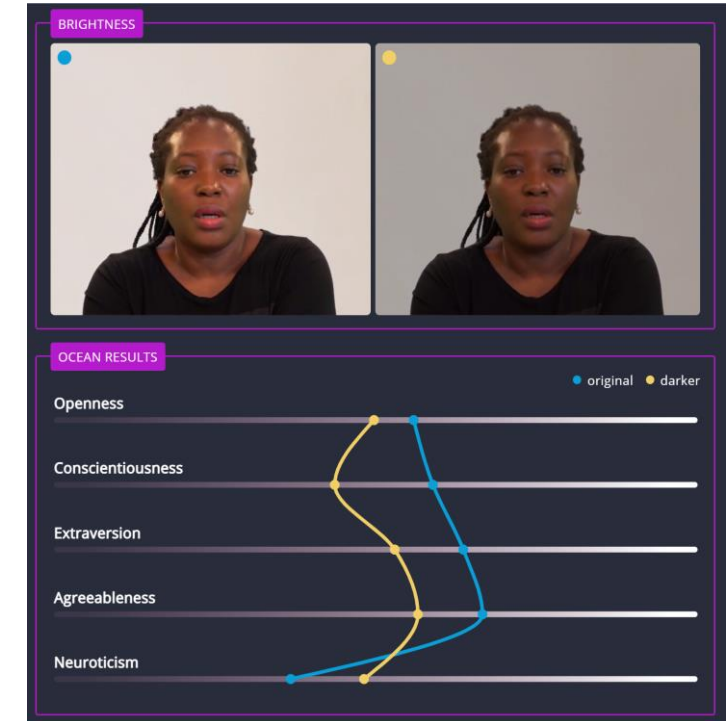 BRIGHTNESS
OCEAN RESULTS
original darker
Openness
Conscientiousness
Extraversion
Agreeableness
Neuroticism